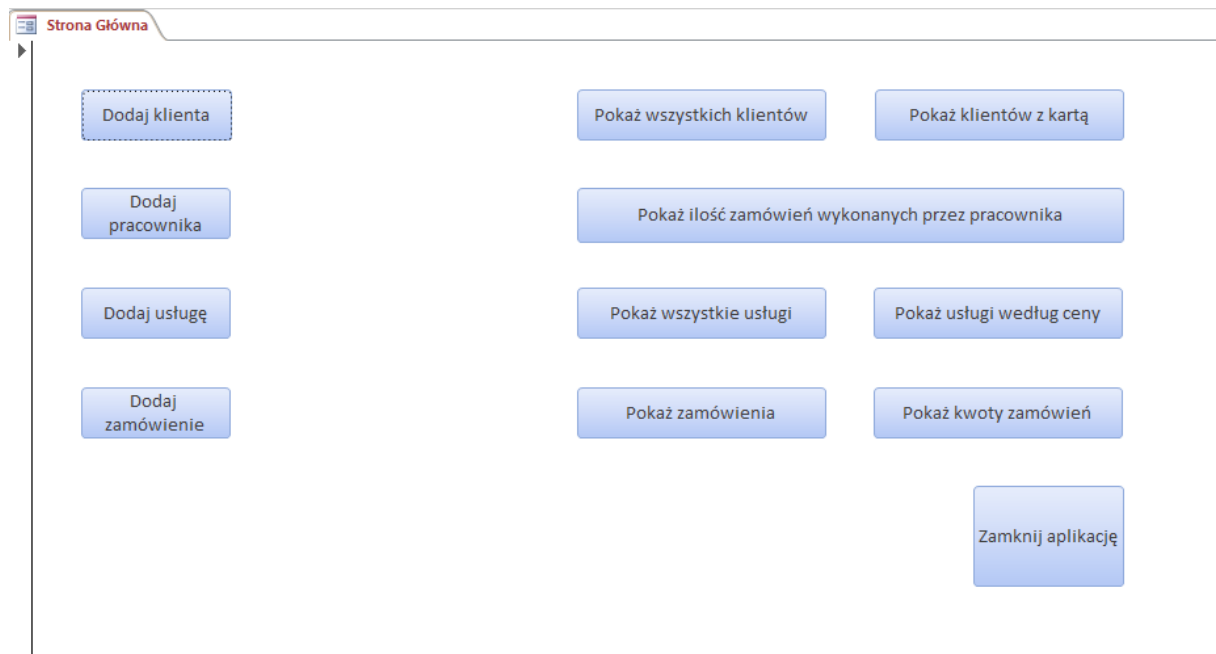 Strona Główna
Dodaj klienta
Pokaż wszystkich klientów
Pokaż klientów z kartą
Dodaj
pracownika
Pokaż ilość zamówień wykonanych przez pracownika
Dodaj usługę
Pokaż wszystkie usługi
Pokaż usługi według ceny
Dodaj
zamówienie
Pokaż zamówienia
Pokaż kwoty zamówień
Zamknij aplikację